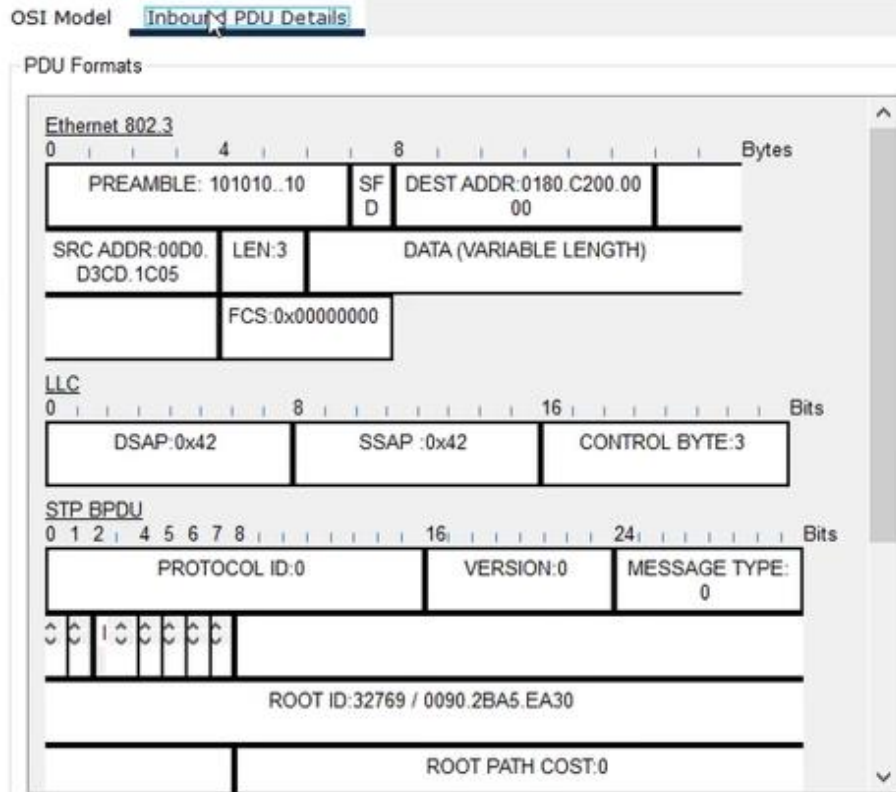 OSI Model Inbound PDU Details
PDU Formats
Ethernet 802.3
0 4 8 Bytes
PREAMBLE: 101010..10 SF DEST ADDR:0180.C200.00
D 00
SRC ADDR:00D0. LEN:3 DATA (VARIABLE LENGTH)
D3CD.1C05
FCS:0x00000000
LLC
0 8 16 Bits
DSAP:0x42 SSAP :0x42 CONTROL BYTE:3
STP BPDU
0 1 2 4 5 6 7 8 16 24 Bits
PROTOCOL ID:0 VERSION:0 MESSAGE TYPE:
0
ROOT ID:32769 / 0090.2BA5.EA30
ROOT PATH COST:0